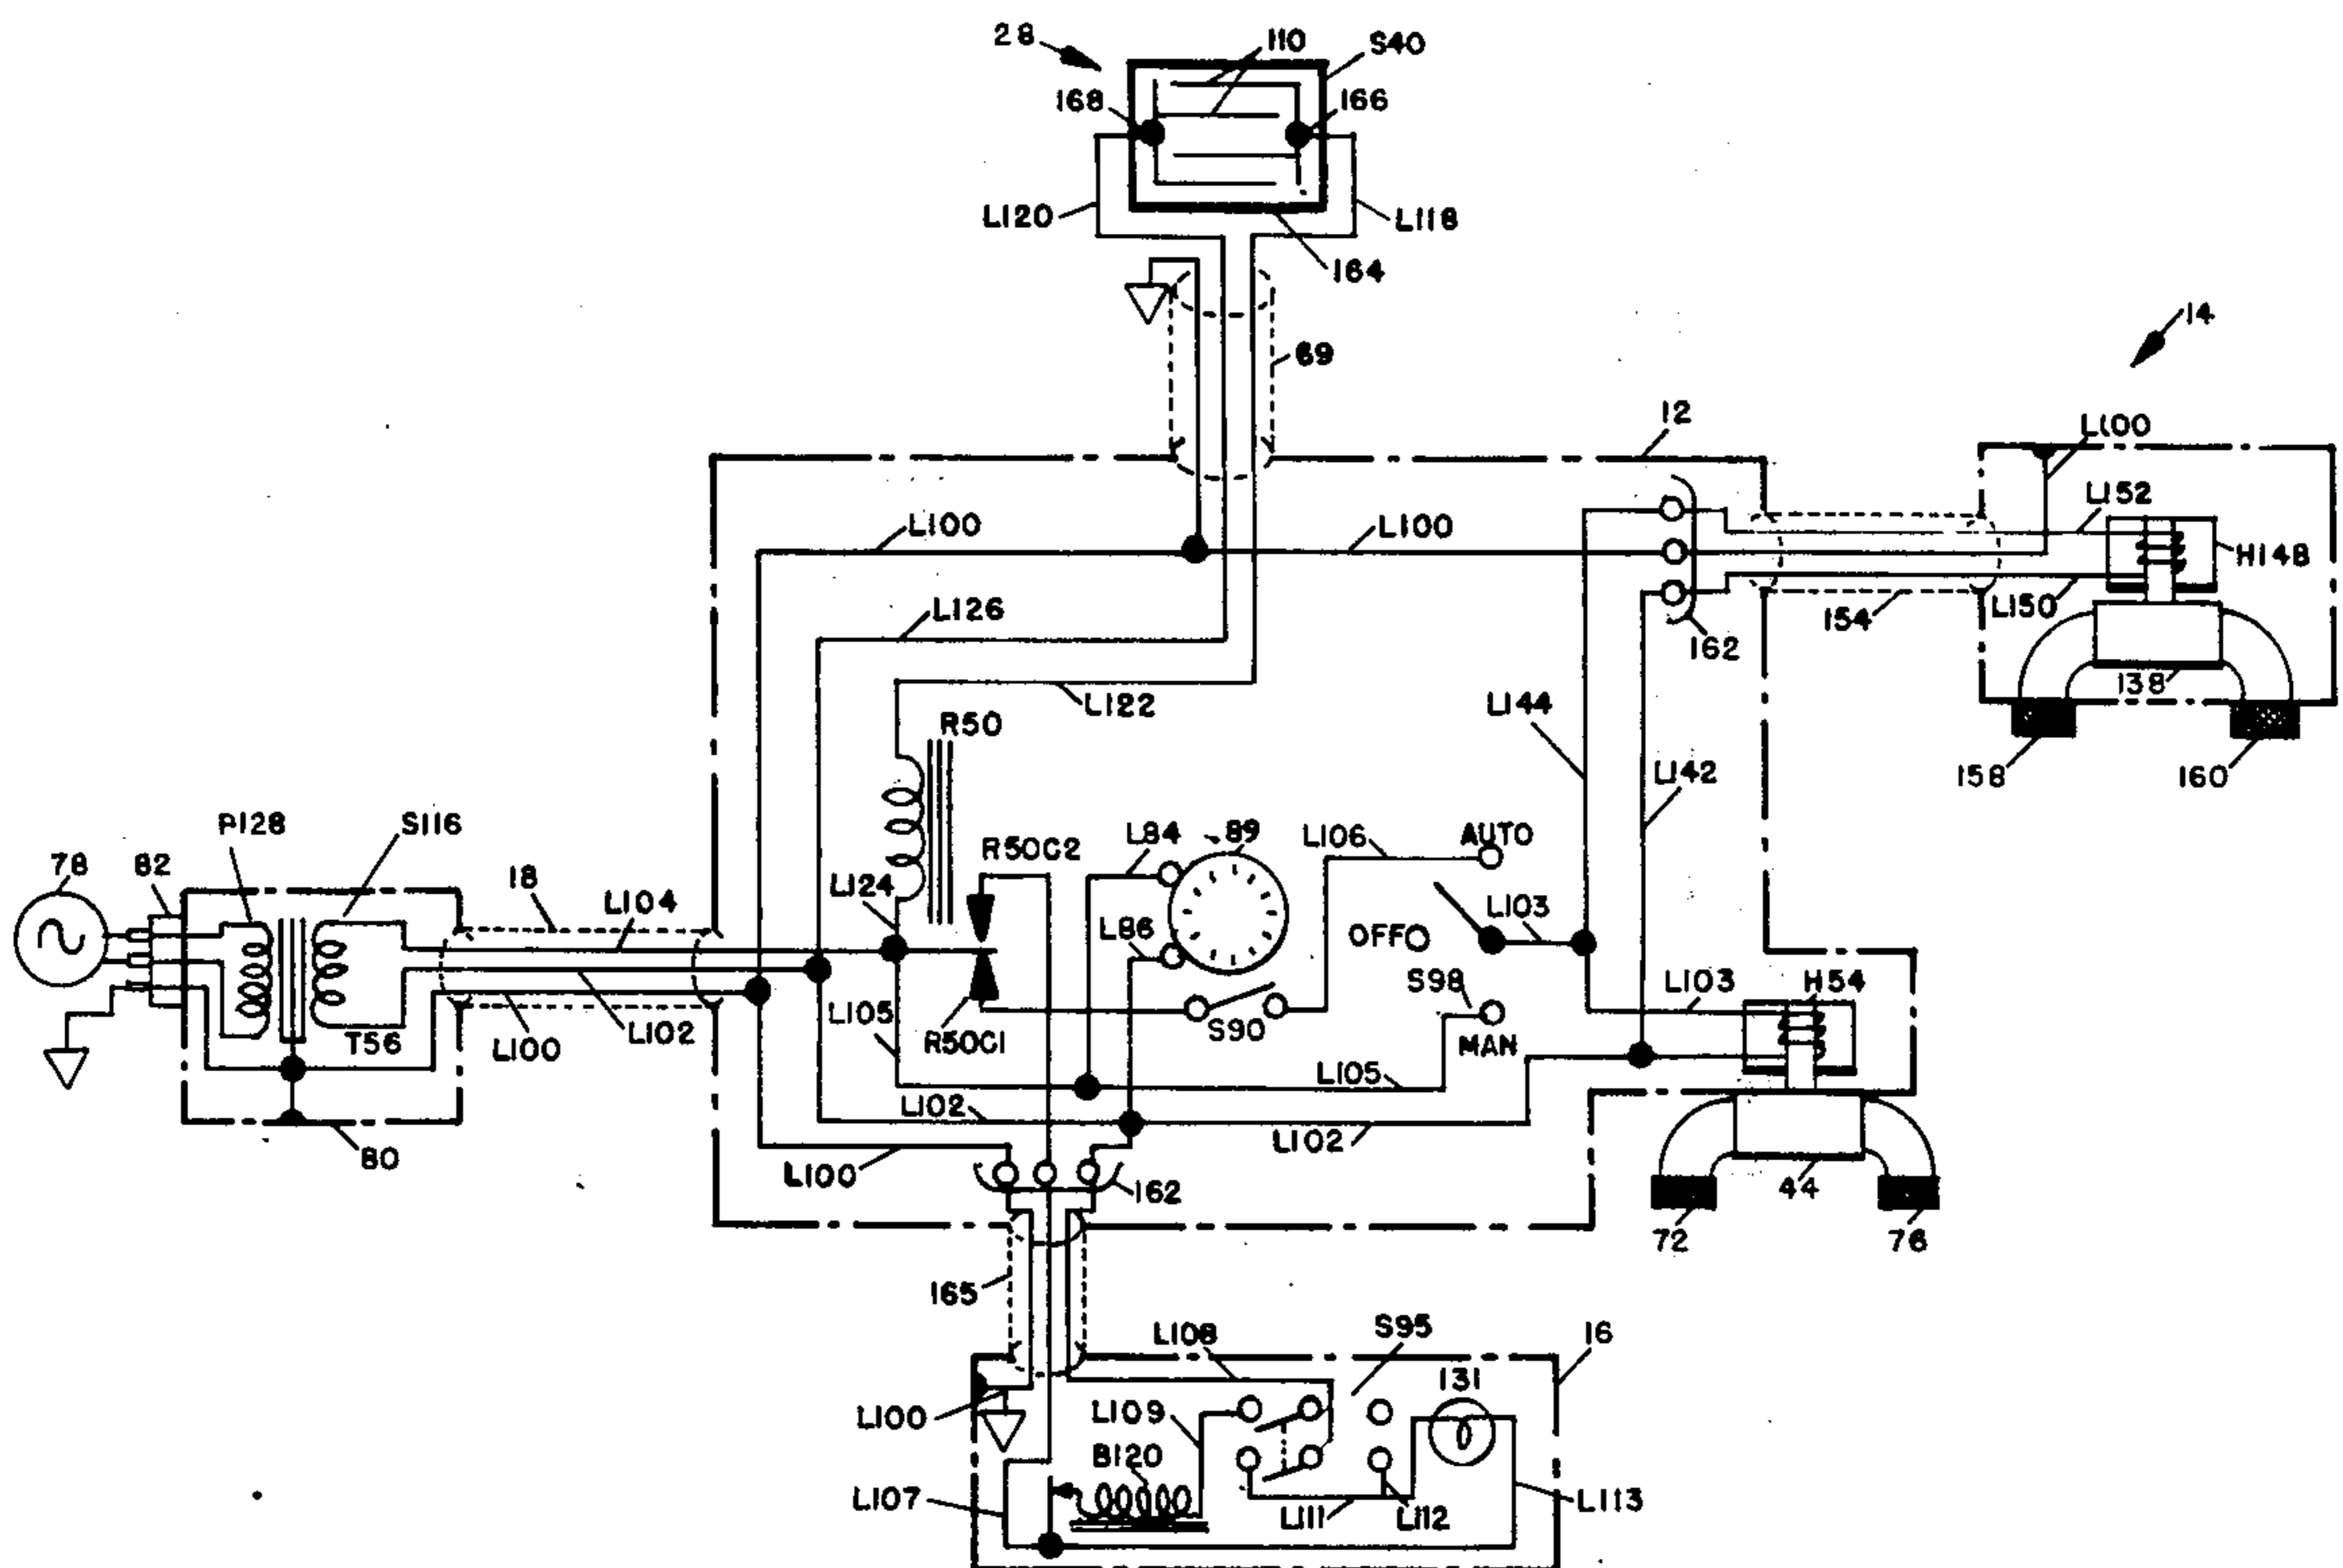 28
110
S40
168
166
L120
L118
164
69
14
12
L100
L100
L100
L152
H148
L126
L150
154
162
138
L122
R50
L144
158
160
L142
P128
S116
R50C2
L84
89
L106
AUTO
78
82
18
L104
L124
L86
OFF
L103
S98
L103
H54
L105
R50C1
S90
MAN
T56
L100
L102
L105
L102
L102
80
L100
162
44
72
76
165
L108
S95
16
L100
L109
131
B120
L107
L111
L112
L113